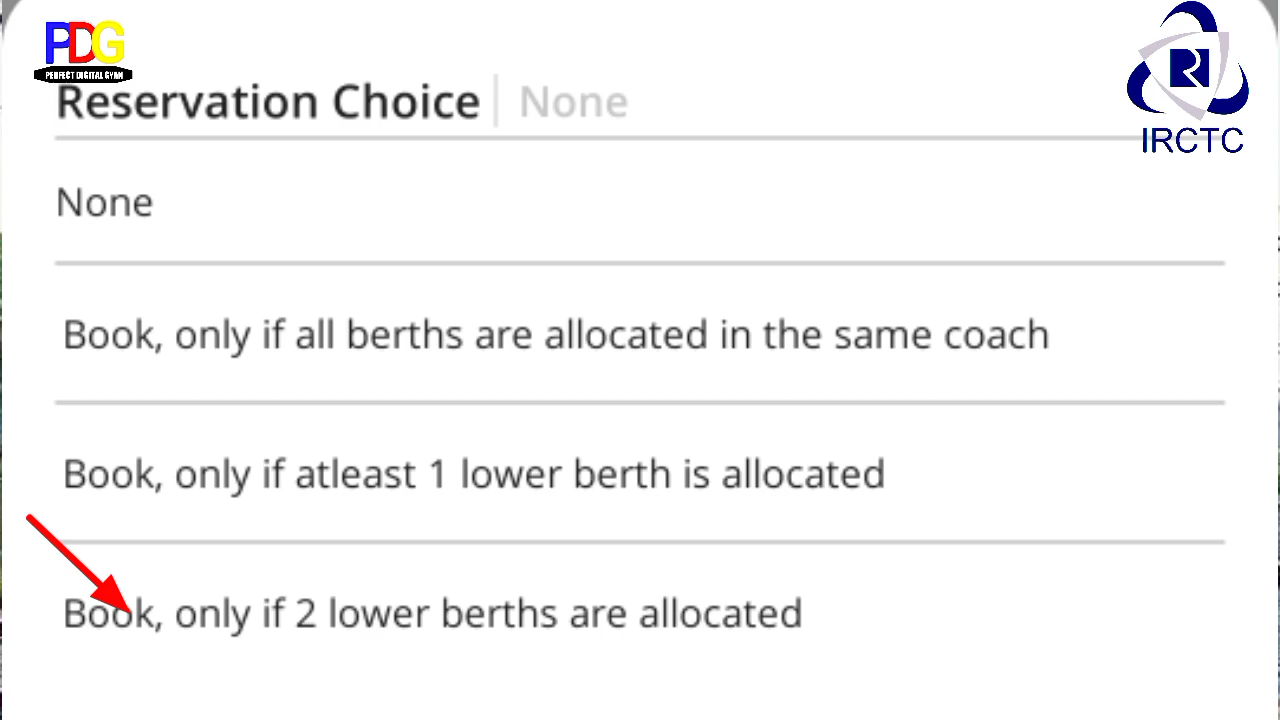 PDG
PERFECT DIGITAL GYAN
Reservation Choice | None
IRCTC
None
Book, only if all berths are allocated in the same coach
Book, only if atleast 1 lower berth is allocated
Book, only if 2 lower berths are allocated